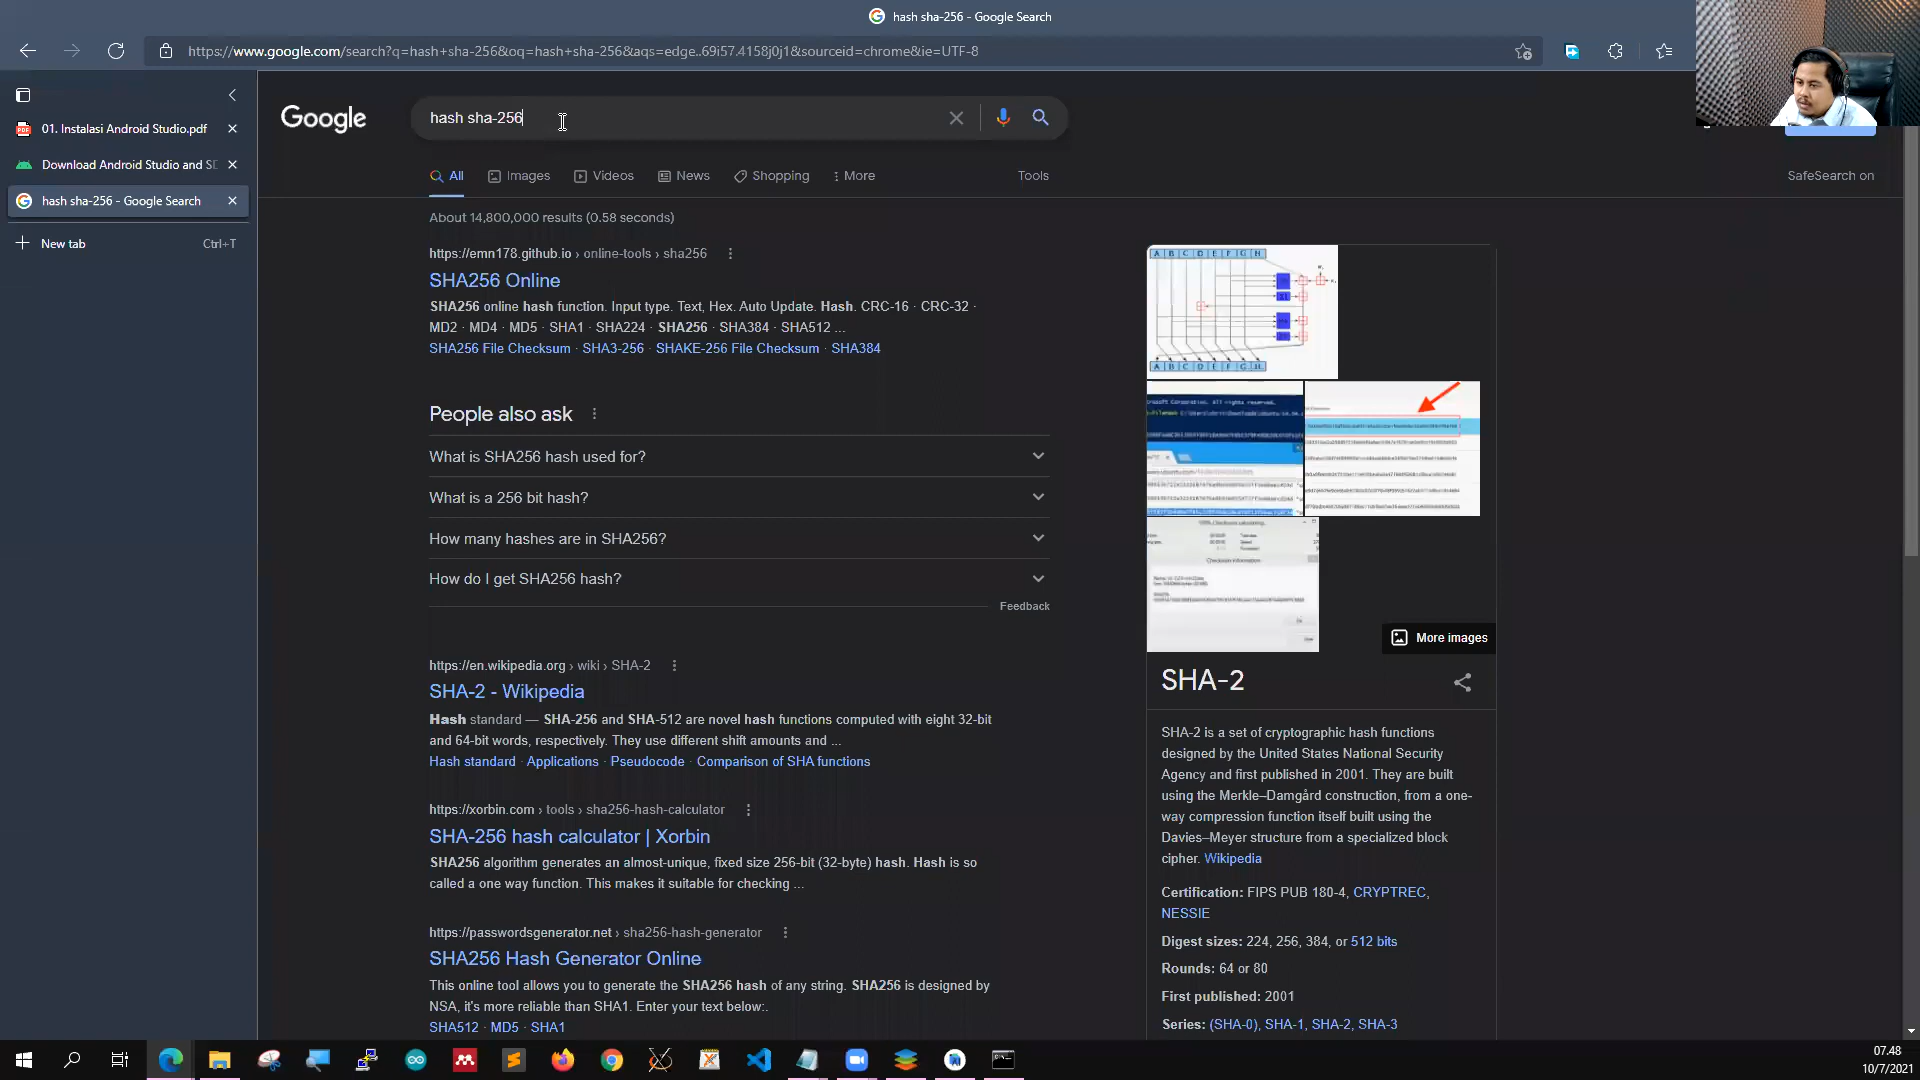 hash sha-256 - Google Search
https://www.google.com/search?q=hash+sha-256&oq=hash+sha-256&aqs=edge..69i57.4158j0j1&sourceid=chrome&ie=UTF-8
01. Instalasi Android Studio.pdf
Download Android Studio and SD
hash sha-256 - Google Search
New tab Ctrl+T
Google
hash sha-256
All Images Videos News Shopping More Tools SafeSearch on
About 14,800,000 results (0.58 seconds)
https://emn178.github.io › online-tools › sha256
SHA256 Online
SHA256 online hash function. Input type. Text, Hex. Auto Update. Hash. CRC-16 · CRC-32 ·
MD2 · MD4 · MD5 · SHA1 · SHA224 · SHA256 · SHA384 · SHA512 ...
SHA256 File Checksum · SHA3-256 · SHAKE-256 File Checksum · SHA384
People also ask
What is SHA256 hash used for?
What is a 256 bit hash?
How many hashes are in SHA256?
How do I get SHA256 hash?
Feedback
https://en.wikipedia.org › wiki › SHA-2
SHA-2 - Wikipedia
Hash standard — SHA-256 and SHA-512 are novel hash functions computed with eight 32-bit
and 64-bit words, respectively. They use different shift amounts and ...
Hash standard · Applications · Pseudocode · Comparison of SHA functions
https://xorbin.com › tools › sha256-hash-calculator
SHA-256 hash calculator | Xorbin
SHA256 algorithm generates an almost-unique, fixed size 256-bit (32-byte) hash. Hash is so
called a one way function. This makes it suitable for checking ...
https://passwordsgenerator.net › sha256-hash-generator
SHA256 Hash Generator Online
This online tool allows you to generate the SHA256 hash of any string. SHA256 is designed by
NSA, it's more reliable than SHA1. Enter your text below:.
SHA512 · MD5 · SHA1
A B C D E F G H
A B C D E F G H
More images
SHA-2
SHA-2 is a set of cryptographic hash functions
designed by the United States National Security
Agency and first published in 2001. They are built
using the Merkle–Damgård construction, from a one-
way compression function itself built using the
Davies–Meyer structure from a specialized block
cipher. Wikipedia
Certification: FIPS PUB 180-4, CRYPTREC,
NESSIE
Digest sizes: 224, 256, 384, or 512 bits
Rounds: 64 or 80
First published: 2001
Series: (SHA-0), SHA-1, SHA-2, SHA-3
07.48
10/7/2021